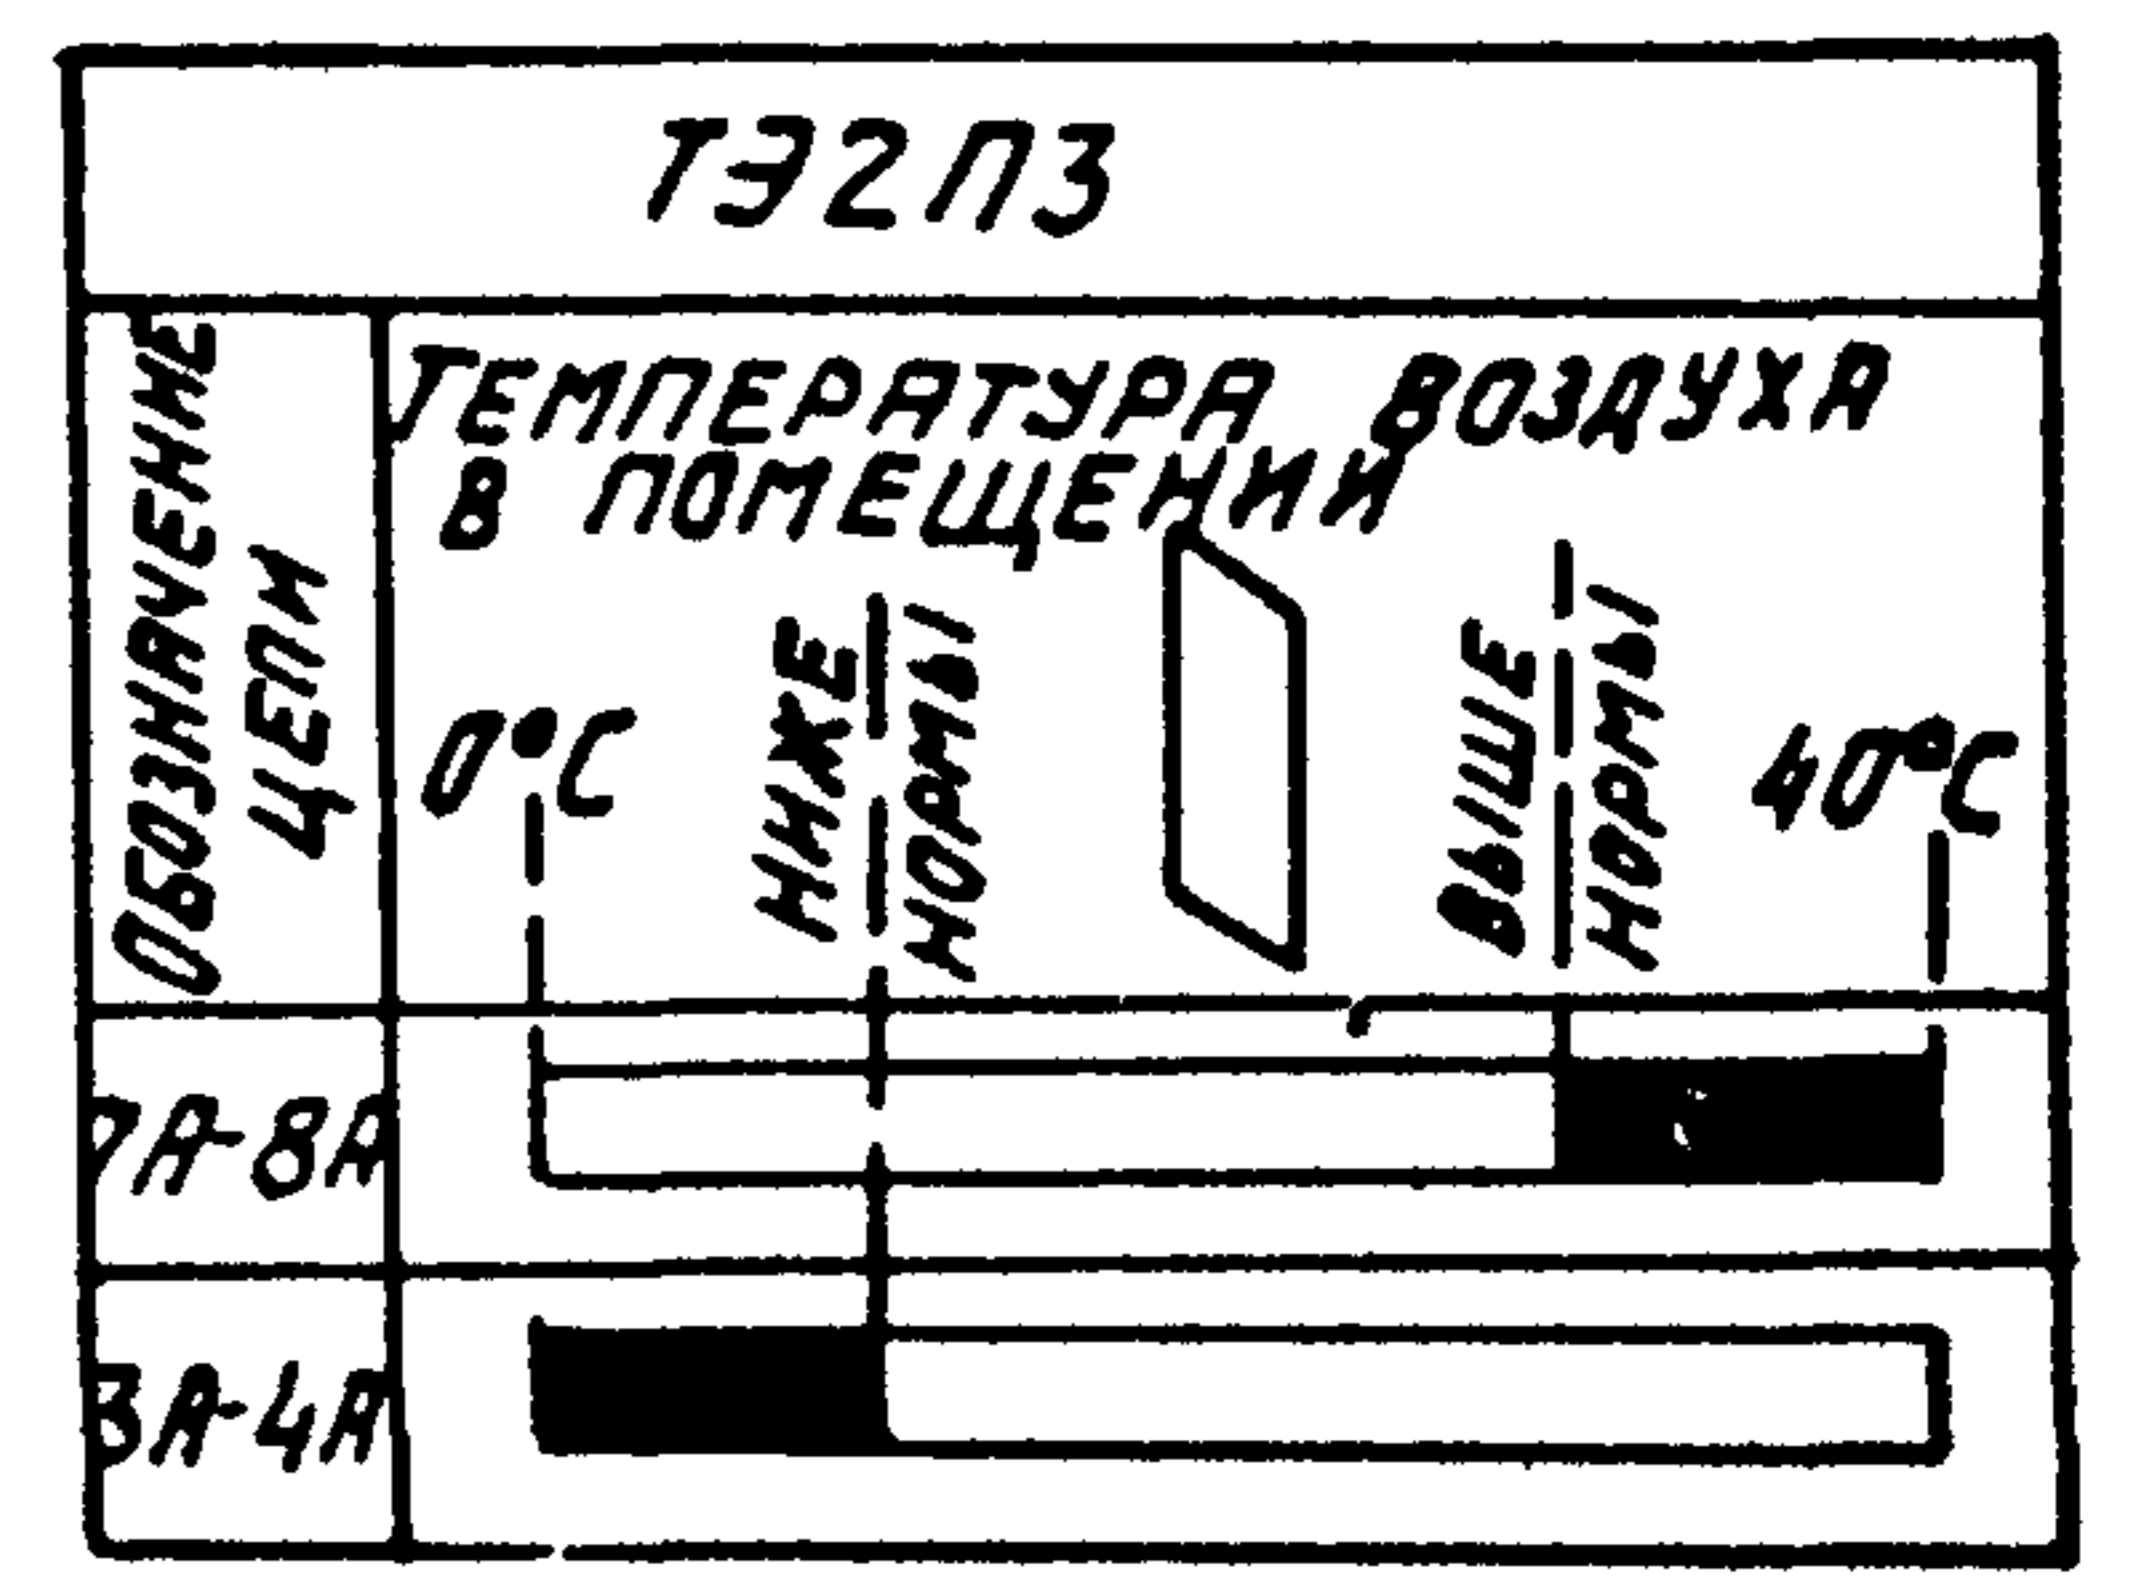 ТЭ2П3
ОБОЗНАЧЕНИЕ
ЦЕПИ
ТЕМПЕРАТУРА ВОЗДУХА
В ПОМЕЩЕНИИ
0°С
НИЖЕ
НОРМЫ
ВЫШЕ
НОРМЫ
40°С
7А-8А
3А-4А